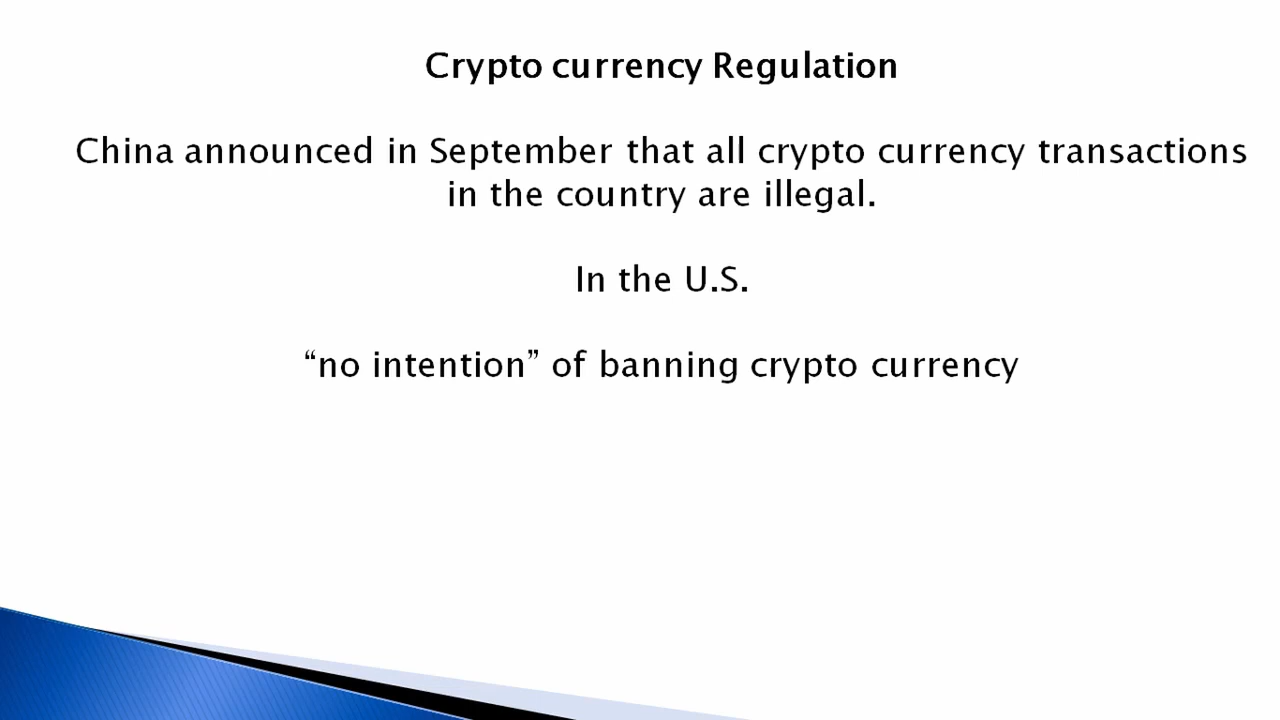 Crypto currency Regulation
China announced in September that all crypto currency transactions
in the country are illegal.
In the U.S.
“no intention” of banning crypto currency